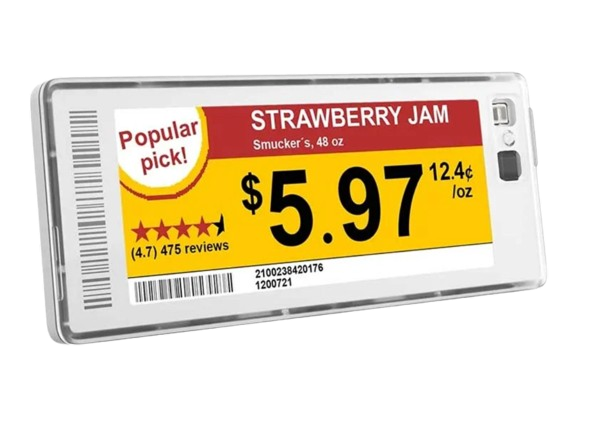 Popular
pick!
STRAWBERRY JAM
Smucker´s, 48 oz
$5.97
12.4¢
/oz
(4.7) 475 reviews
2100238420176
1200721